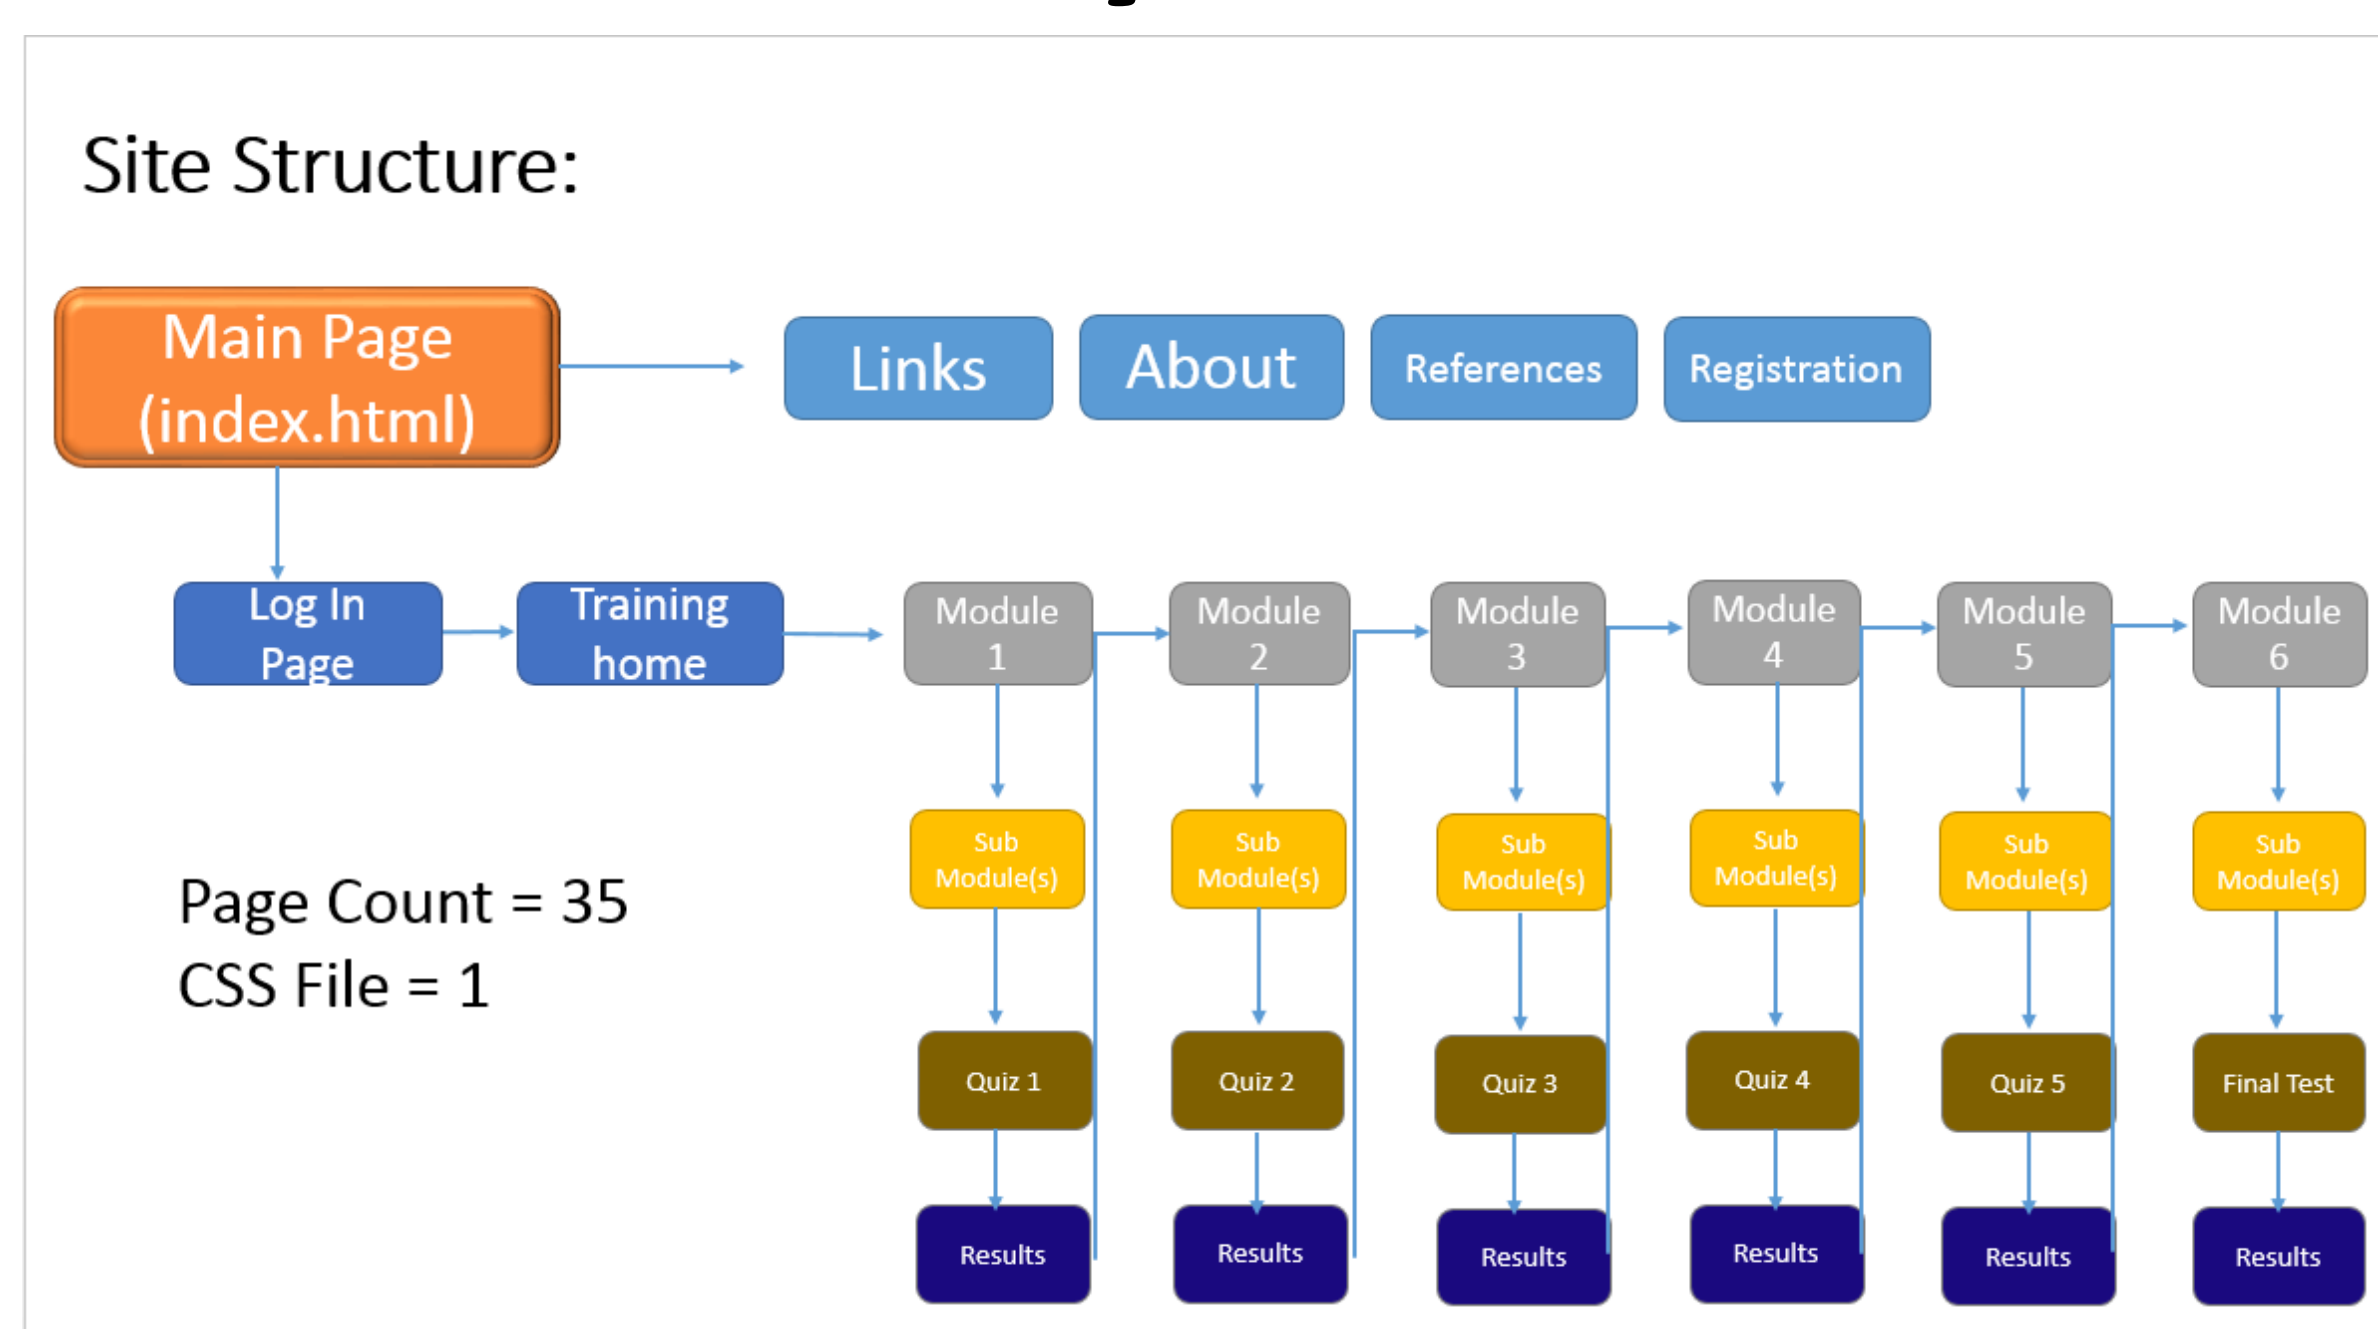 Site Structure:
Main Page
(index.html)
Links
About
References
Registration
Log In
Page
Training
home
Module
1
Module
2
Module
3
Module
4
Module
5
Module
6
Sub
Module(s)
Sub
Module(s)
Sub
Module(s)
Sub
Module(s)
Sub
Module(s)
Sub
Module(s)
Page Count = 35
CSS File = 1
Quiz 1
Quiz 2
Quiz 3
Quiz 4
Quiz 5
Final Test
Results
Results
Results
Results
Results
Results